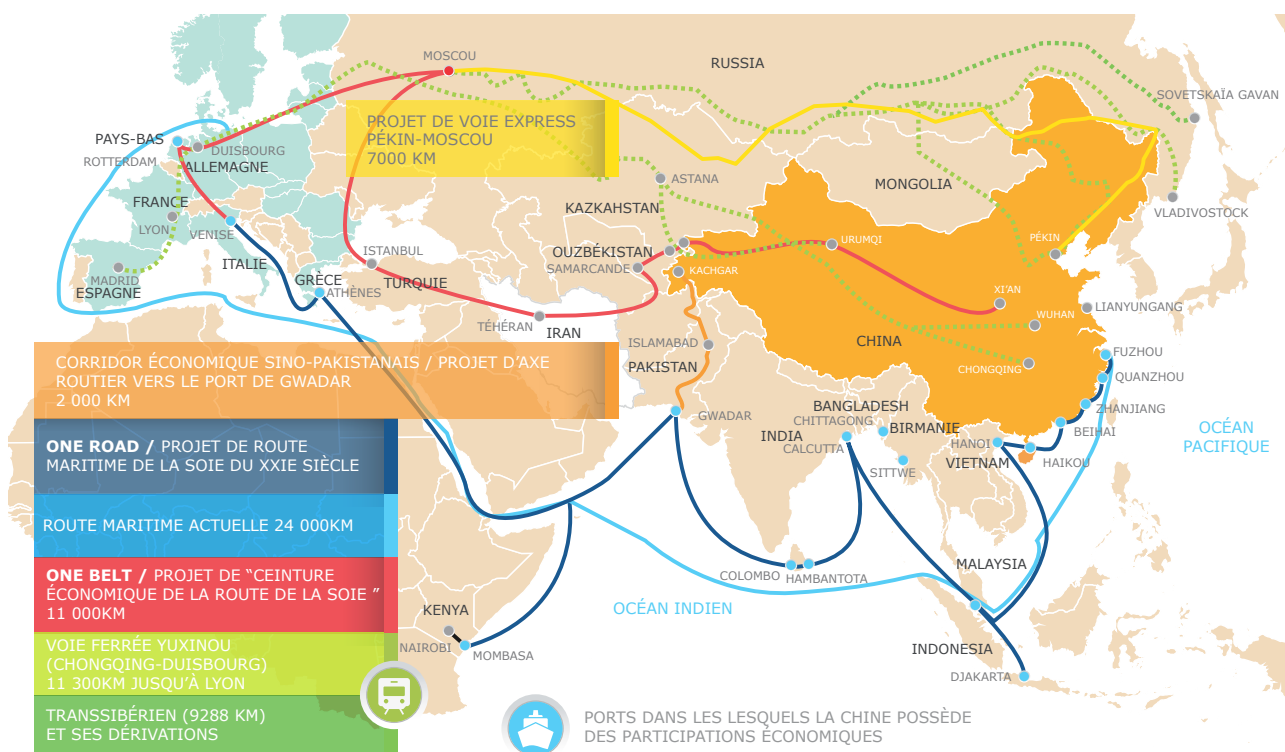 MOSCOU
RUSSIA
SOVETSKAÏA GAVAN
PROJET DE VOIE EXPRESS
PÉKIN-MOSCOU
7000 KM
PAYS-BAS
ROTTERDAM
DUISBOURG
ALLEMAGNE
ASTANA
MONGOLIA
FRANCE
LYON
VENISE
KAZKAHSTAN
VLADIVOSTOCK
ISTANBUL
OUZBÉKISTAN
SAMARCANDE
URUMQI
PÉKIN
ITALIE
MADRID
ESPAGNE
GRÈCE
ATHÈNES
TURQUIE
KACHGAR
XI'AN
LIANYUNGANG
WUHAN
TÉHÉRAN
IRAN
ISLAMABAD
CHINA
FUZHOU
PAKISTAN
CHONGQING
QUANZHOU
CORRIDOR ÉCONOMIQUE SINO-PAKISTANAIS / PROJET D'AXE
ROUTIER VERS LE PORT DE GWADAR
2 000 KM
GWADAR
BANGLADESH
CHITTAGONG
BIRMANIE
ZHANJIANG
BEIHAI
OCÉAN
PACIFIQUE
INDIA
CALCUTTA
HANOI
HAIKOU
SITTWE
VIETNAM
ONE ROAD / PROJET DE ROUTE
MARITIME DE LA SOIE DU XXIE SIÈCLE
ROUTE MARITIME ACTUELLE 24 000KM
COLOMBO
HAMBANTOTA
MALAYSIA
ONE BELT / PROJET DE “CEINTURE
ÉCONOMIQUE DE LA ROUTE DE LA SOIE ”
11 000KM
OCÉAN INDIEN
KENYA
NAIROBI
MOMBASA
INDONESIA
DJAKARTA
VOIE FERRÉE YUXINOU
(CHONGQING-DUISBOURG)
11 300KM JUSQU'À LYON
TRANSSIBÉRIEN (9288 KM)
ET SES DÉRIVATIONS
PORTS DANS LES LESQUELS LA CHINE POSSÈDE
DES PARTICIPATIONS ÉCONOMIQUES